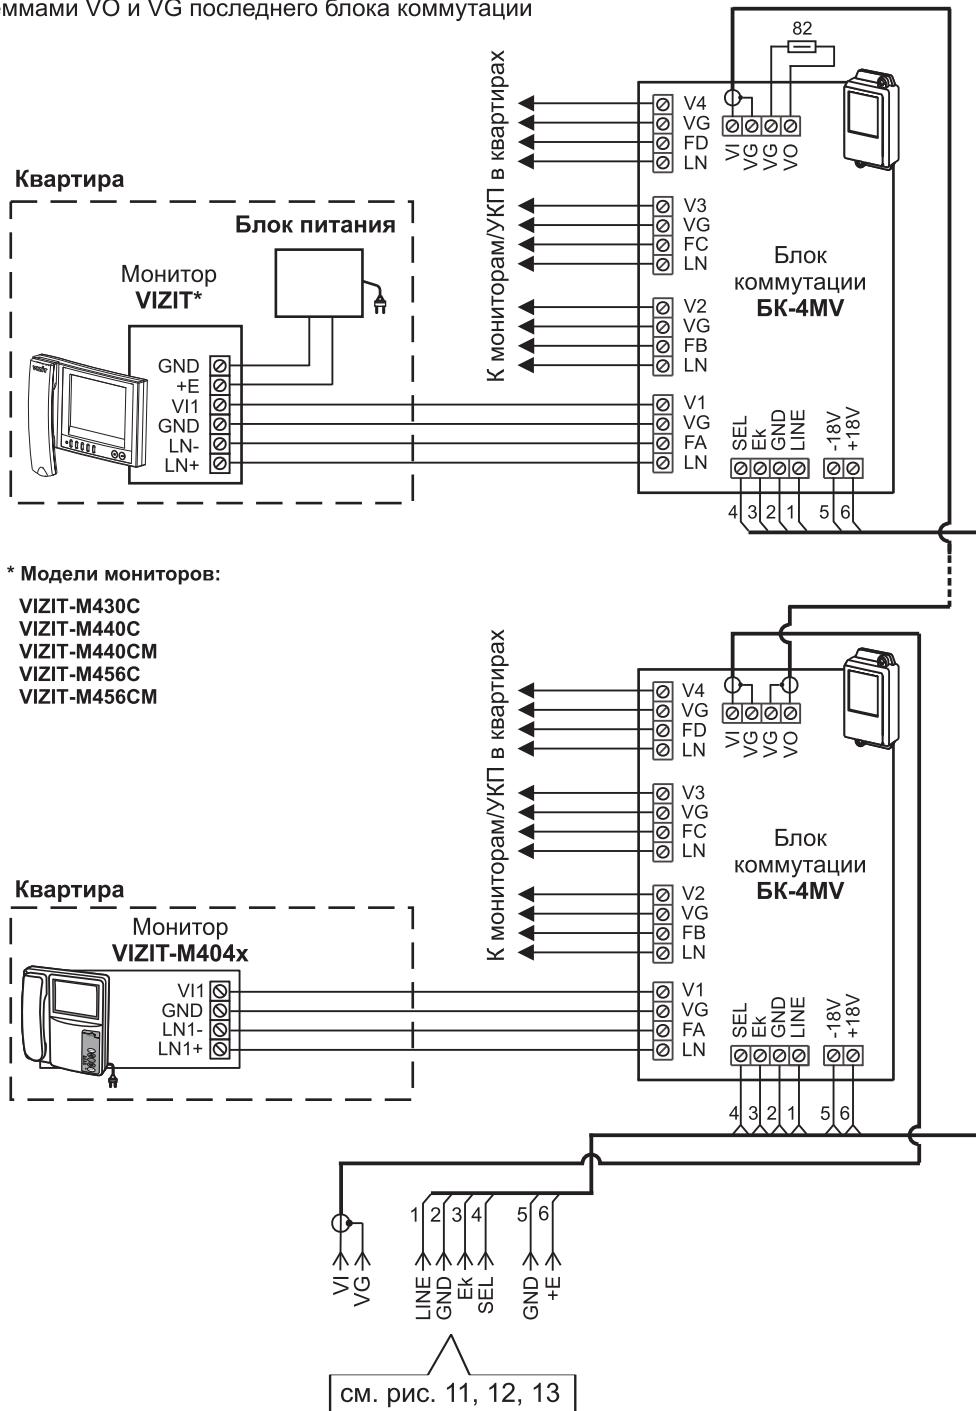 еммами VO и VG последнего блока коммутации
82
К мониторам/УКП в квартирах
V4
VG
FD
LN
VI
VG
VG
VO
V3
VG
FC
LN
Блок
коммутации
БК-4MV
V2
VG
FB
LN
V1
VG
FA
LN
SEL
Ek
GND
LINE
-18V
+18V
4
3
2
1
5
6
Квартира
Блок питания
Монитор
VIZIT*
GND
+E
VI1
GND
LN-
LN+
* Модели мониторов:
VIZIT-M430C
VIZIT-M440C
VIZIT-M440CM
VIZIT-M456C
VIZIT-M456CM
К мониторам/УКП в квартирах
V4
VG
FD
LN
VI
VG
VG
VO
V3
VG
FC
LN
Блок
коммутации
БК-4MV
V2
VG
FB
LN
V1
VG
FA
LN
SEL
Ek
GND
LINE
-18V
+18V
4
3
2
1
5
6
Квартира
Монитор
VIZIT-M404x
VI1
GND
LN1-
LN1+
1
2
3
4
5
6
VI
VG
LINE
GND
Ek
SEL
GND
+E
см. рис. 11, 12, 13